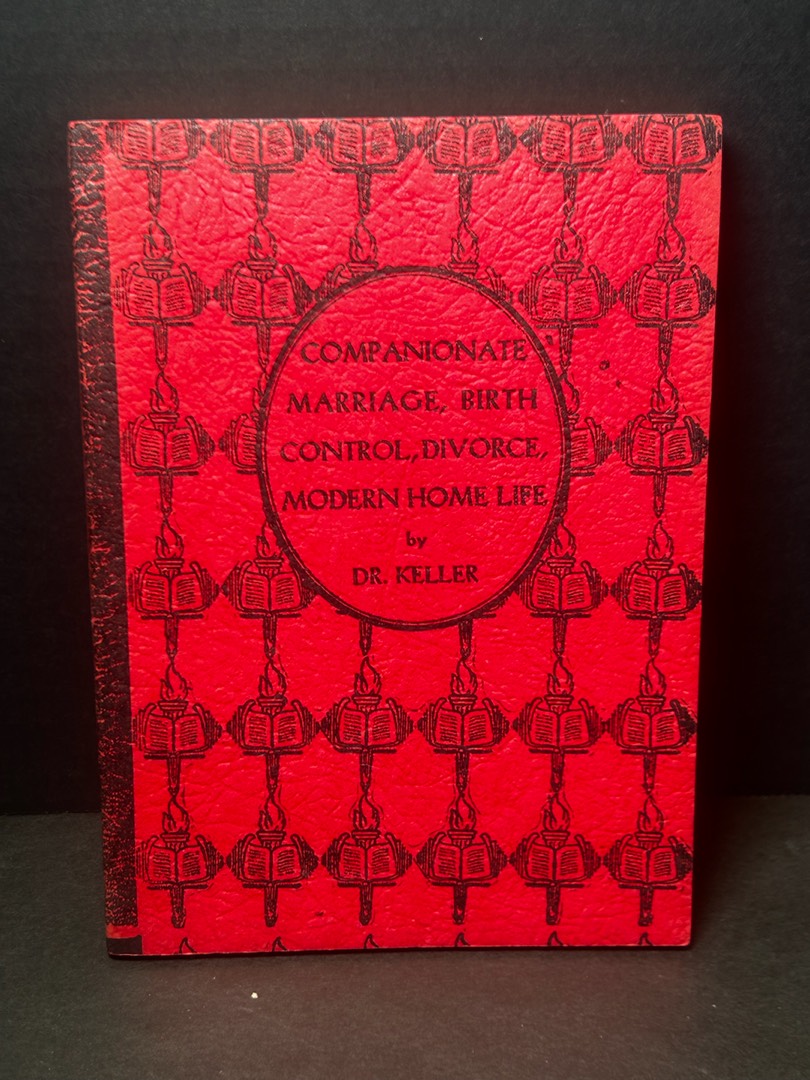 COMPANIONATE
MARRIAGE, BIRTH
CONTROL, DIVORCE,
MODERN HOME LIFE
by
DR. KELLER